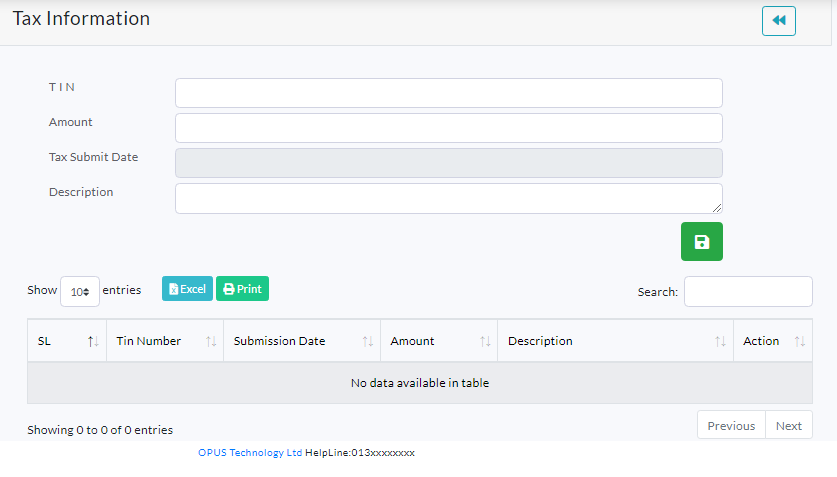 Tax Information
T I N
Amount
Tax Submit Date
Description
Show 10 entries Excel Print Search:
SL Tin Number Submission Date Amount Description Action
No data available in table
Showing 0 to 0 of 0 entries Previous Next
OPUS Technology Ltd HelpLine:013xxxxxxxx